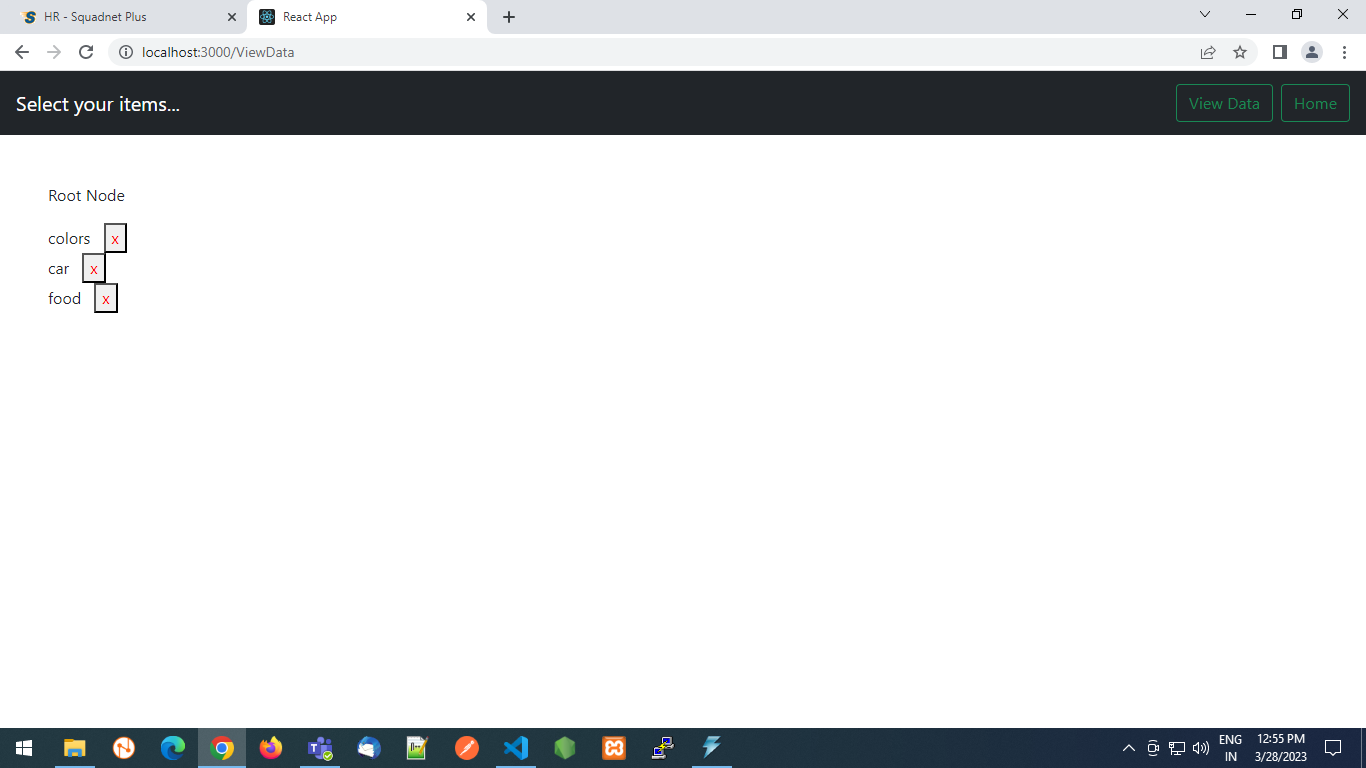 HR - Squadnet Plus
React App
localhost:3000/ViewData
Select your items...
View Data
Home
Root Node
colors x
car x
food x
ENG
IN
12:55 PM
3/28/2023